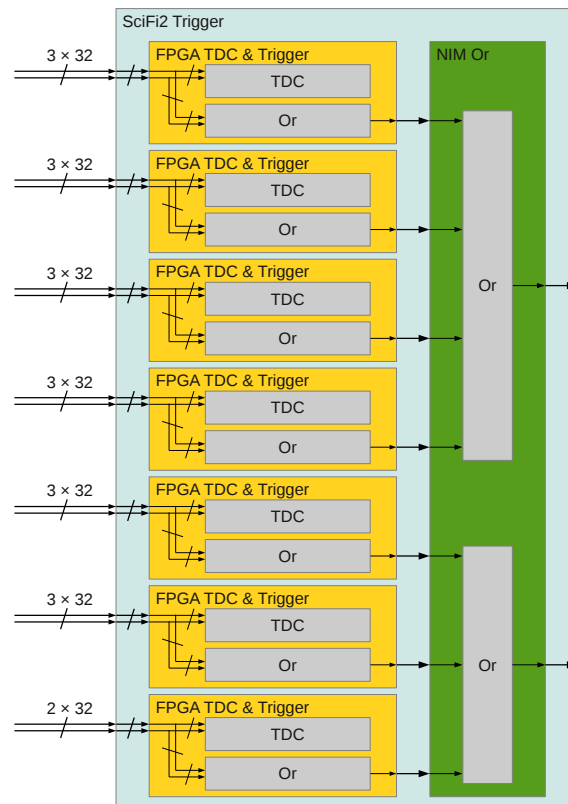 SciFi2 Trigger
3 × 32
FPGA TDC & Trigger
NIM Or
TDC
Or
3 × 32
FPGA TDC & Trigger
TDC
Or
3 × 32
FPGA TDC & Trigger
TDC
Or
Or
3 × 32
FPGA TDC & Trigger
TDC
Or
3 × 32
FPGA TDC & Trigger
TDC
Or
3 × 32
FPGA TDC & Trigger
TDC
Or
Or
2 × 32
FPGA TDC & Trigger
TDC
Or